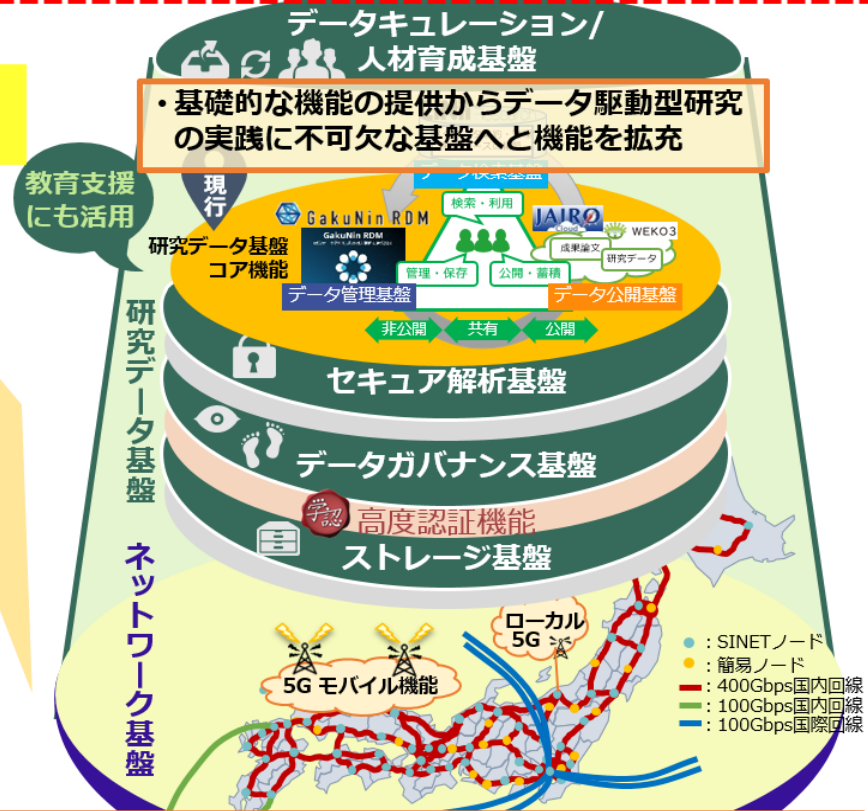 データキュレーション/
人材育成基盤
・基礎的な機能の提供からデータ駆動型研究
の実践に不可欠な基盤へと機能を拡充
教育支援
にも活用
現行
データ検索基盤
検索・利用
GakuNin RDM
GakuNin RDM
JAIRO
Cloud
WEKO3
成果論文
研究データ
研究データ基盤
コア機能
管理・保存
公開・蓄積
データ管理基盤
データ公開基盤
非公開
共有
公開
研究データ基盤
セキュア解析基盤
データガバナンス基盤
学認
高度認証機能
ストレージ基盤
ネットワーク基盤
ローカル
5G
5G モバイル機能
：SINETノード
：簡易ノード
：400Gbps国内回線
：100Gbps国内回線
：100Gbps国際回線